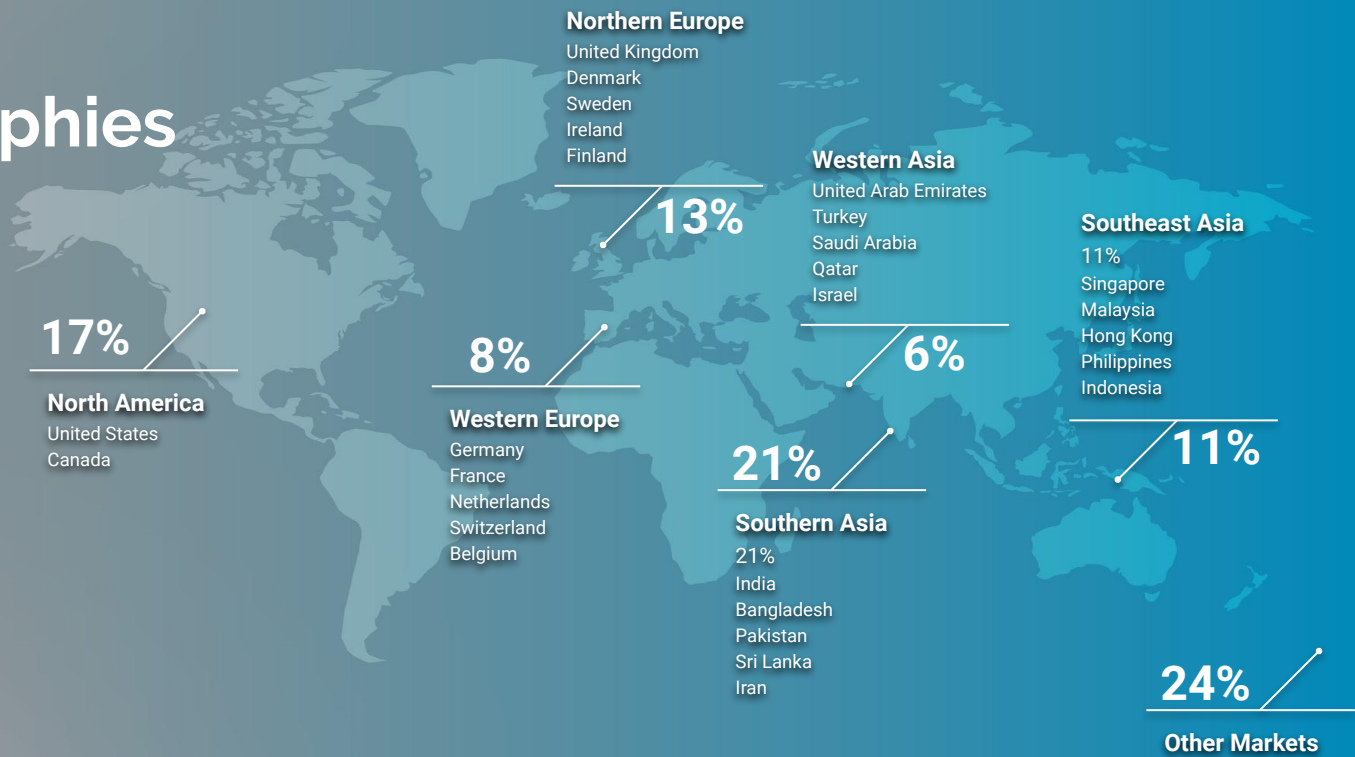 phies
Northern Europe
United Kingdom
Denmark
Sweden
Ireland
Finland
13%
Western Asia
United Arab Emirates
Turkey
Saudi Arabia
Qatar
Israel
6%
Southeast Asia
11%
Singapore
Malaysia
Hong Kong
Philippines
Indonesia
11%
17%
North America
United States
Canada
8%
Western Europe
Germany
France
Netherlands
Switzerland
Belgium
21%
Southern Asia
21%
India
Bangladesh
Pakistan
Sri Lanka
Iran
24%
Other Markets